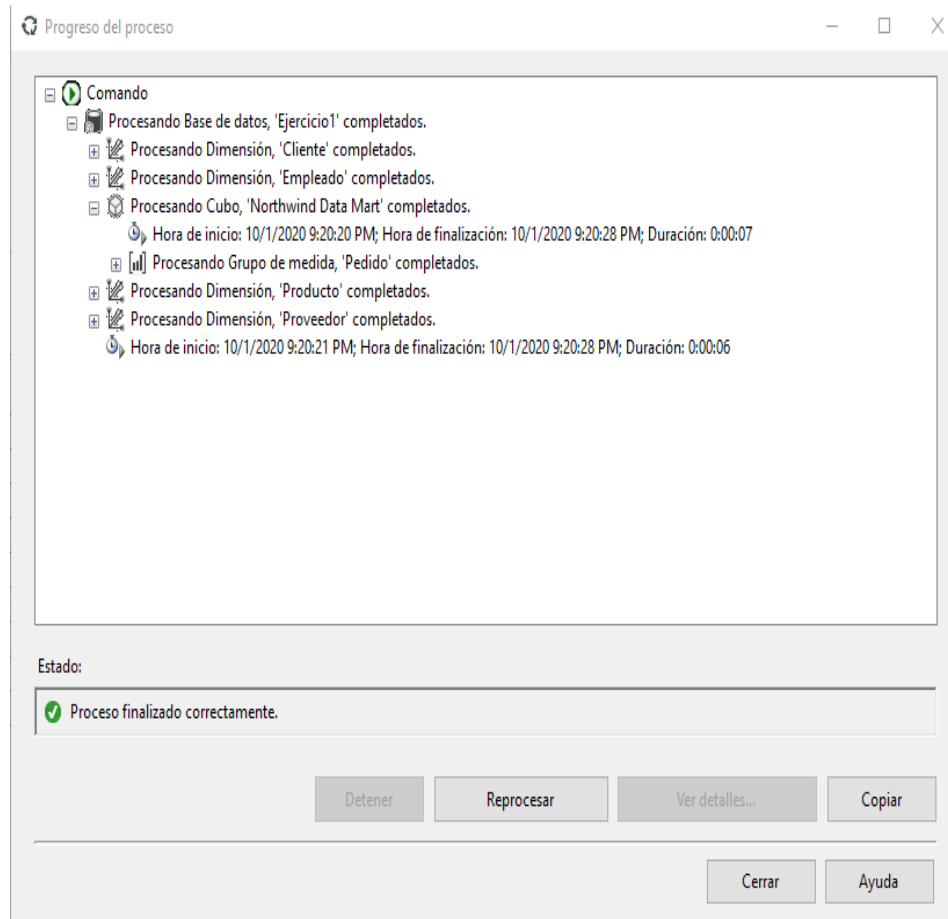 Progreso del proceso
Comando
Procesando Base de datos, 'Ejercicio1' completados.
Procesando Dimensión, 'Cliente' completados.
Procesando Dimensión, 'Empleado' completados.
Procesando Cubo, 'Northwind Data Mart' completados.
Hora de inicio: 10/1/2020 9:20:20 PM; Hora de finalización: 10/1/2020 9:20:28 PM; Duración: 0:00:07
Procesando Grupo de medida, 'Pedido' completados.
Procesando Dimensión, 'Producto' completados.
Procesando Dimensión, 'Proveedor' completados.
Hora de inicio: 10/1/2020 9:20:21 PM; Hora de finalización: 10/1/2020 9:20:28 PM; Duración: 0:00:06
Estado:
Proceso finalizado correctamente.
Detener Reprocesar Ver detalles... Copiar
Cerrar Ayuda